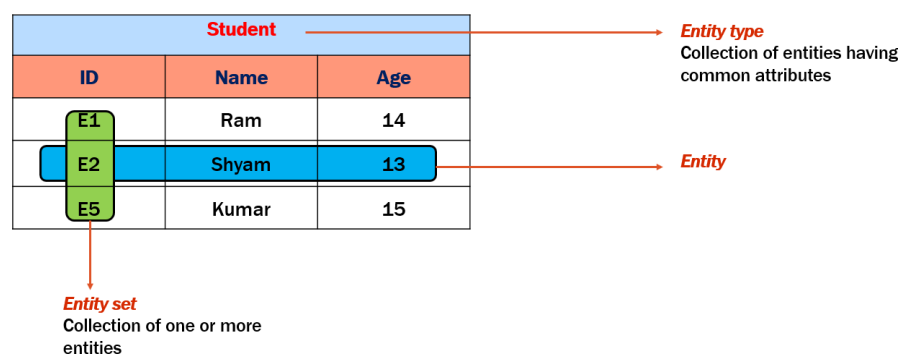 Student
Entity type
Collection of entities having
common attributes
ID Name Age
E1 Ram 14
E2 Shyam 13
Entity
E5 Kumar 15
Entity set
Collection of one or more
entities